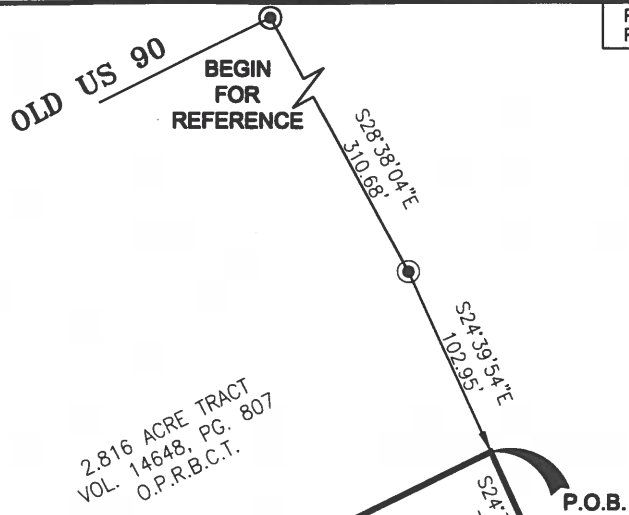 OLD US 90
BEGIN
FOR
REFERENCE
S28°38'04"E
310.68'
S24°39'54"E
102.95'
2.816 ACRE TRACT
VOL. 14648, PG. 807
O.P.R.B.C.T.
P.O.B.